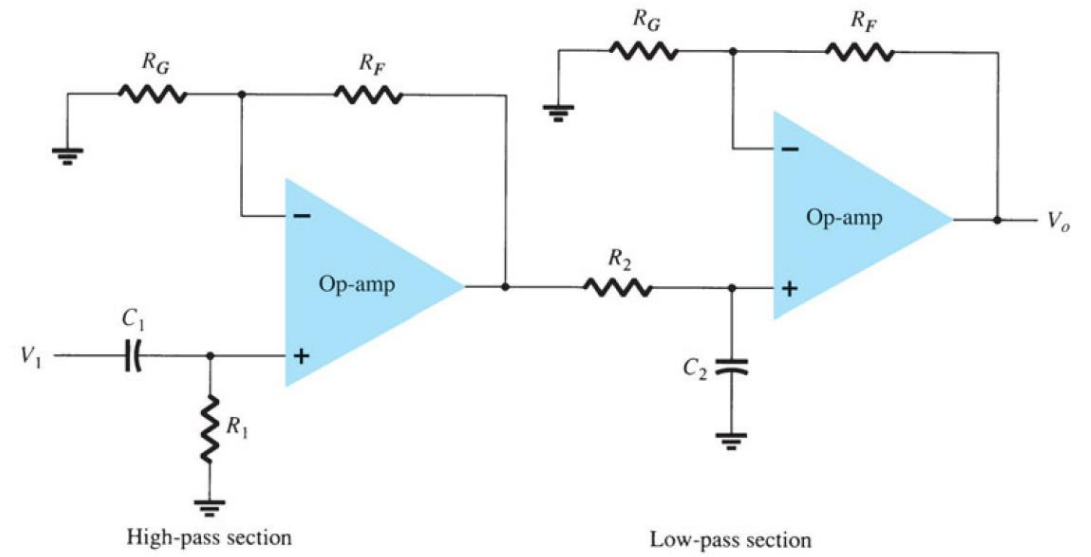 R_G
R_F
R_G
R_F
−
Op-amp
+
V_1
C_1
R_1
R_2
−
Op-amp
+
C_2
V_o
High-pass section
Low-pass section